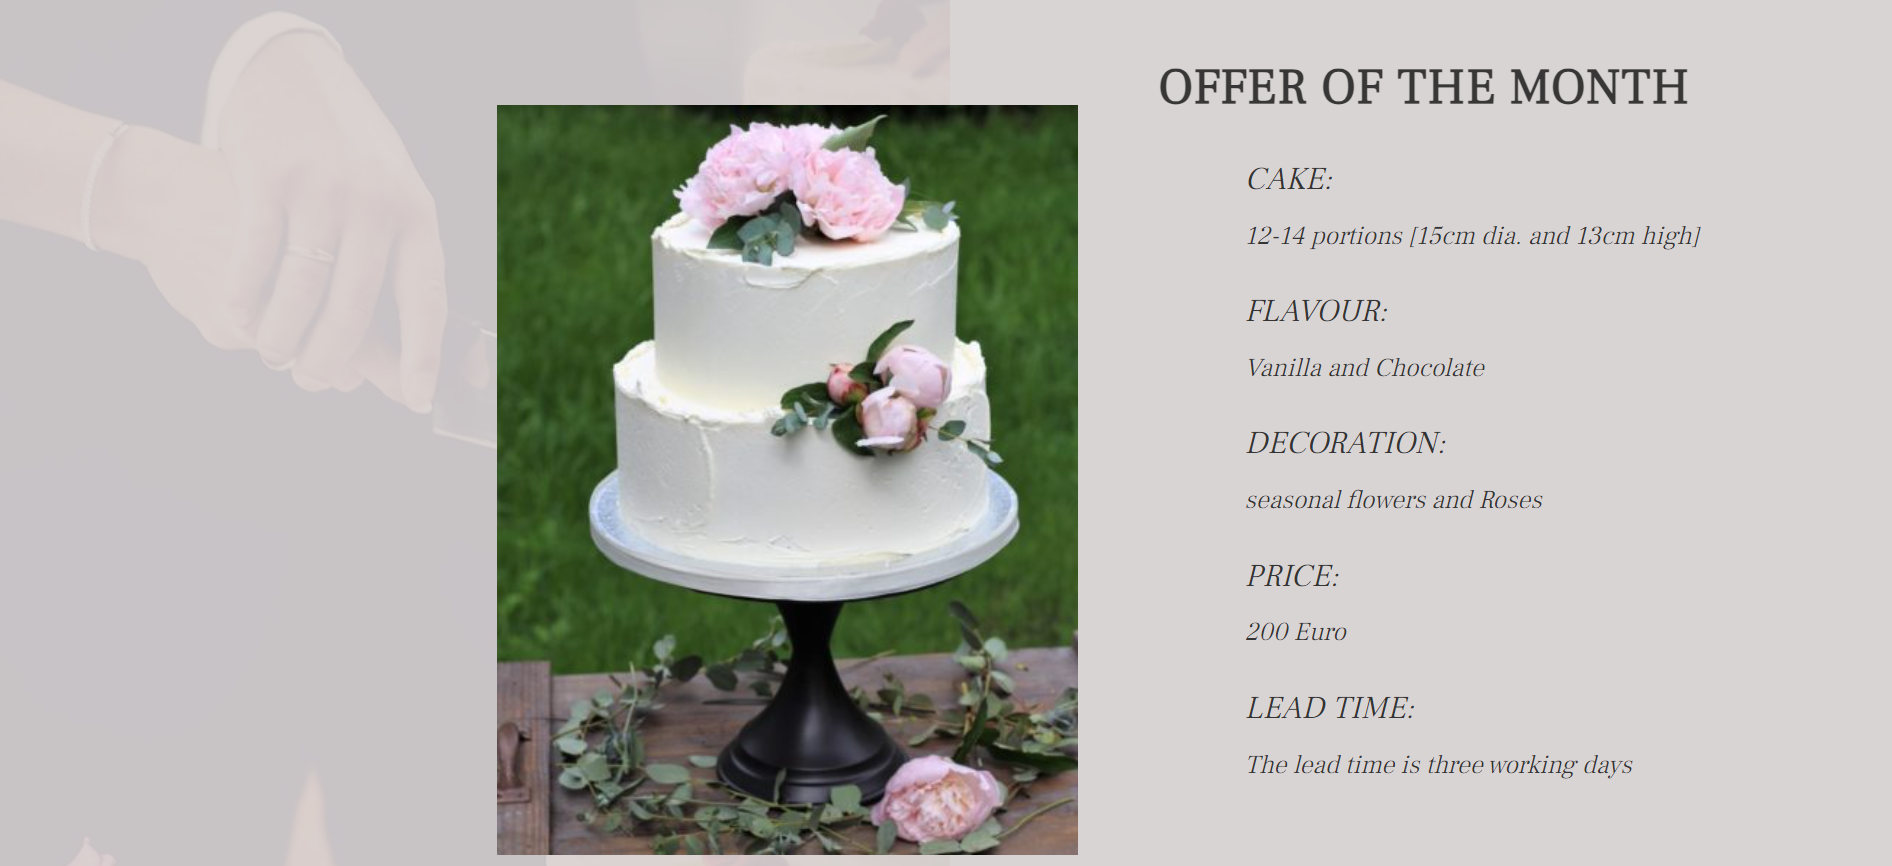 OFFER OF THE MONTH
CAKE:
12-14 portions [15cm dia. and 13cm high]
FLAVOUR:
Vanilla and Chocolate
DECORATION:
seasonal flowers and Roses
PRICE:
200 Euro
LEAD TIME:
The lead time is three working days